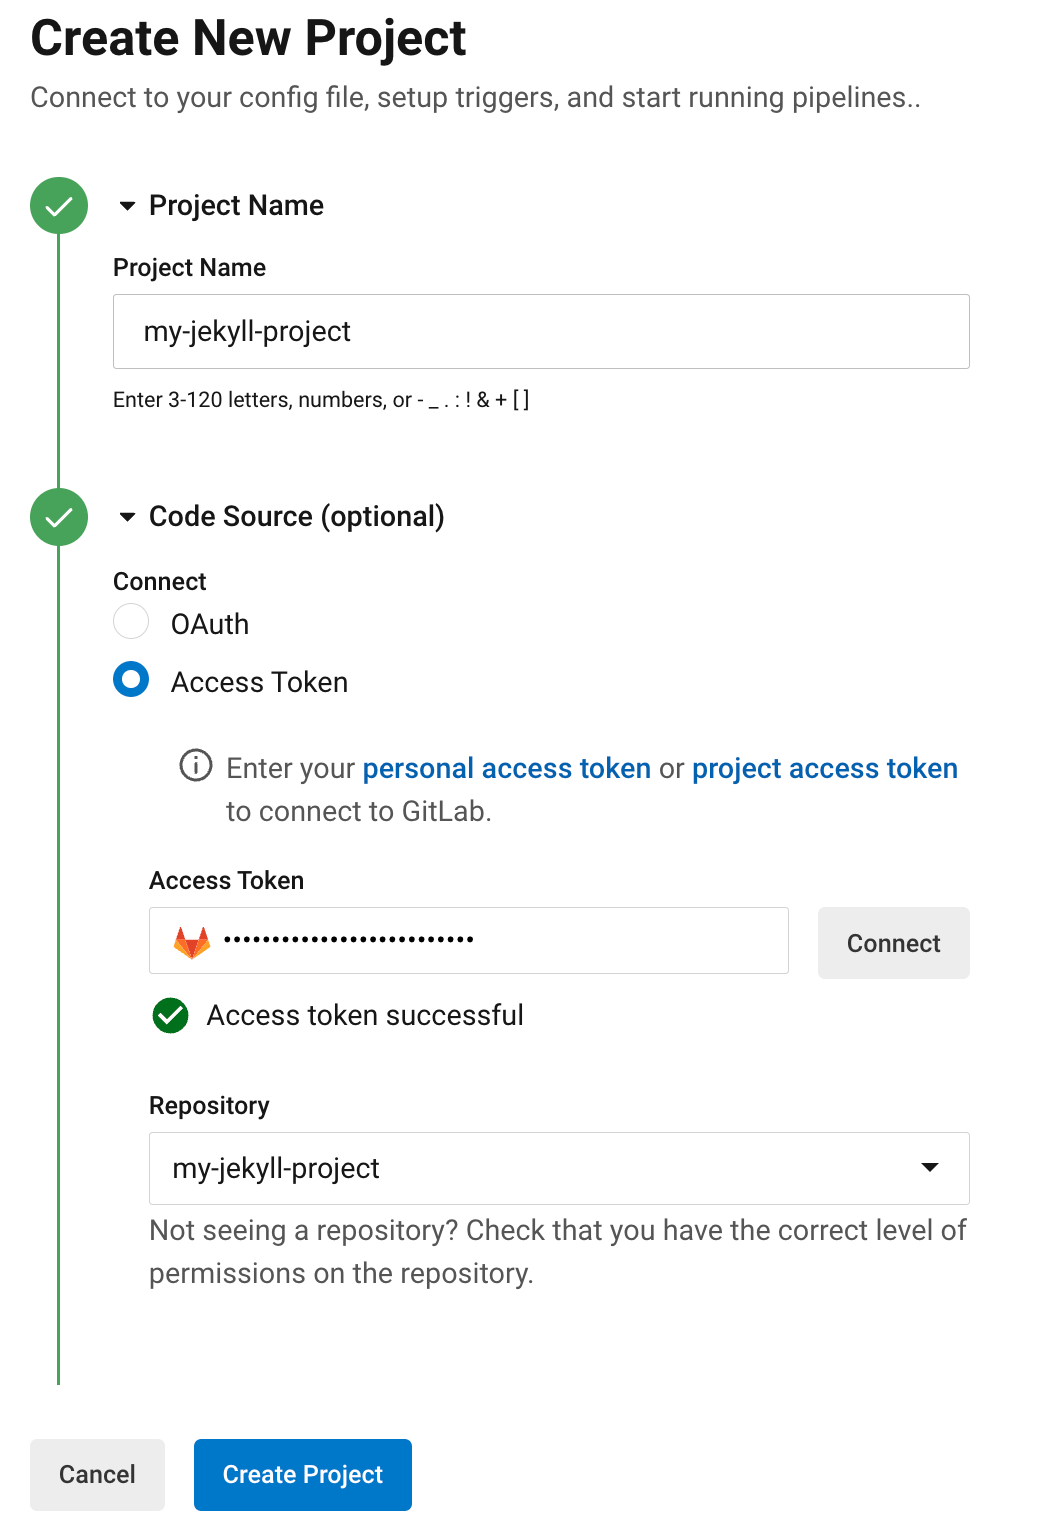 Create New Project
Connect to your config file, setup triggers, and start running pipelines..
Project Name
Project Name
my-jekyll-project
Enter 3-120 letters, numbers, or - _ . : ! & + [ ]
Code Source (optional)
Connect
OAuth
Access Token
Enter your personal access token or project access token
to connect to GitLab.
Access Token
••••••••••••••••••••••••••
Connect
Access token successful
Repository
my-jekyll-project
Not seeing a repository? Check that you have the correct level of
permissions on the repository.
Cancel
Create Project